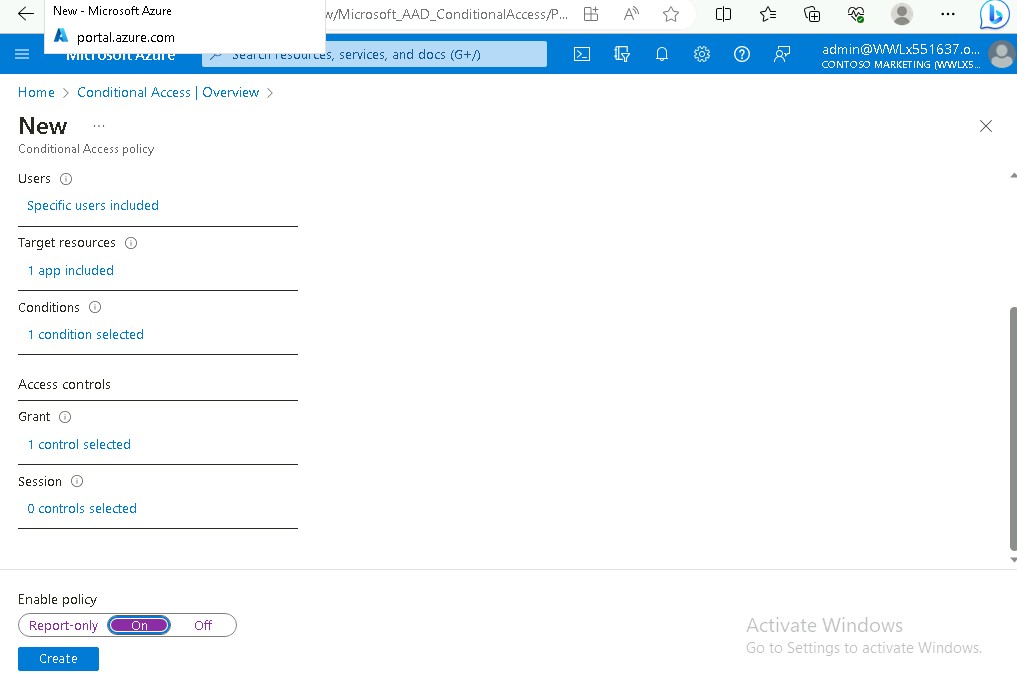 New - Microsoft Azure
portal.azure.com
w/Microsoft_AAD_ConditionalAccess/P...
Microsoft Azure
Search resources, services, and docs (G+/)
admin@WWLx551637.o...
CONTOSO MARKETING (WWLX5...
Home > Conditional Access | Overview >
New ...
Conditional Access policy
Users
Specific users included
Target resources
1 app included
Conditions
1 condition selected
Access controls
Grant
1 control selected
Session
0 controls selected
Enable policy
Report-only On Off
Create
Activate Windows
Go to Settings to activate Windows.